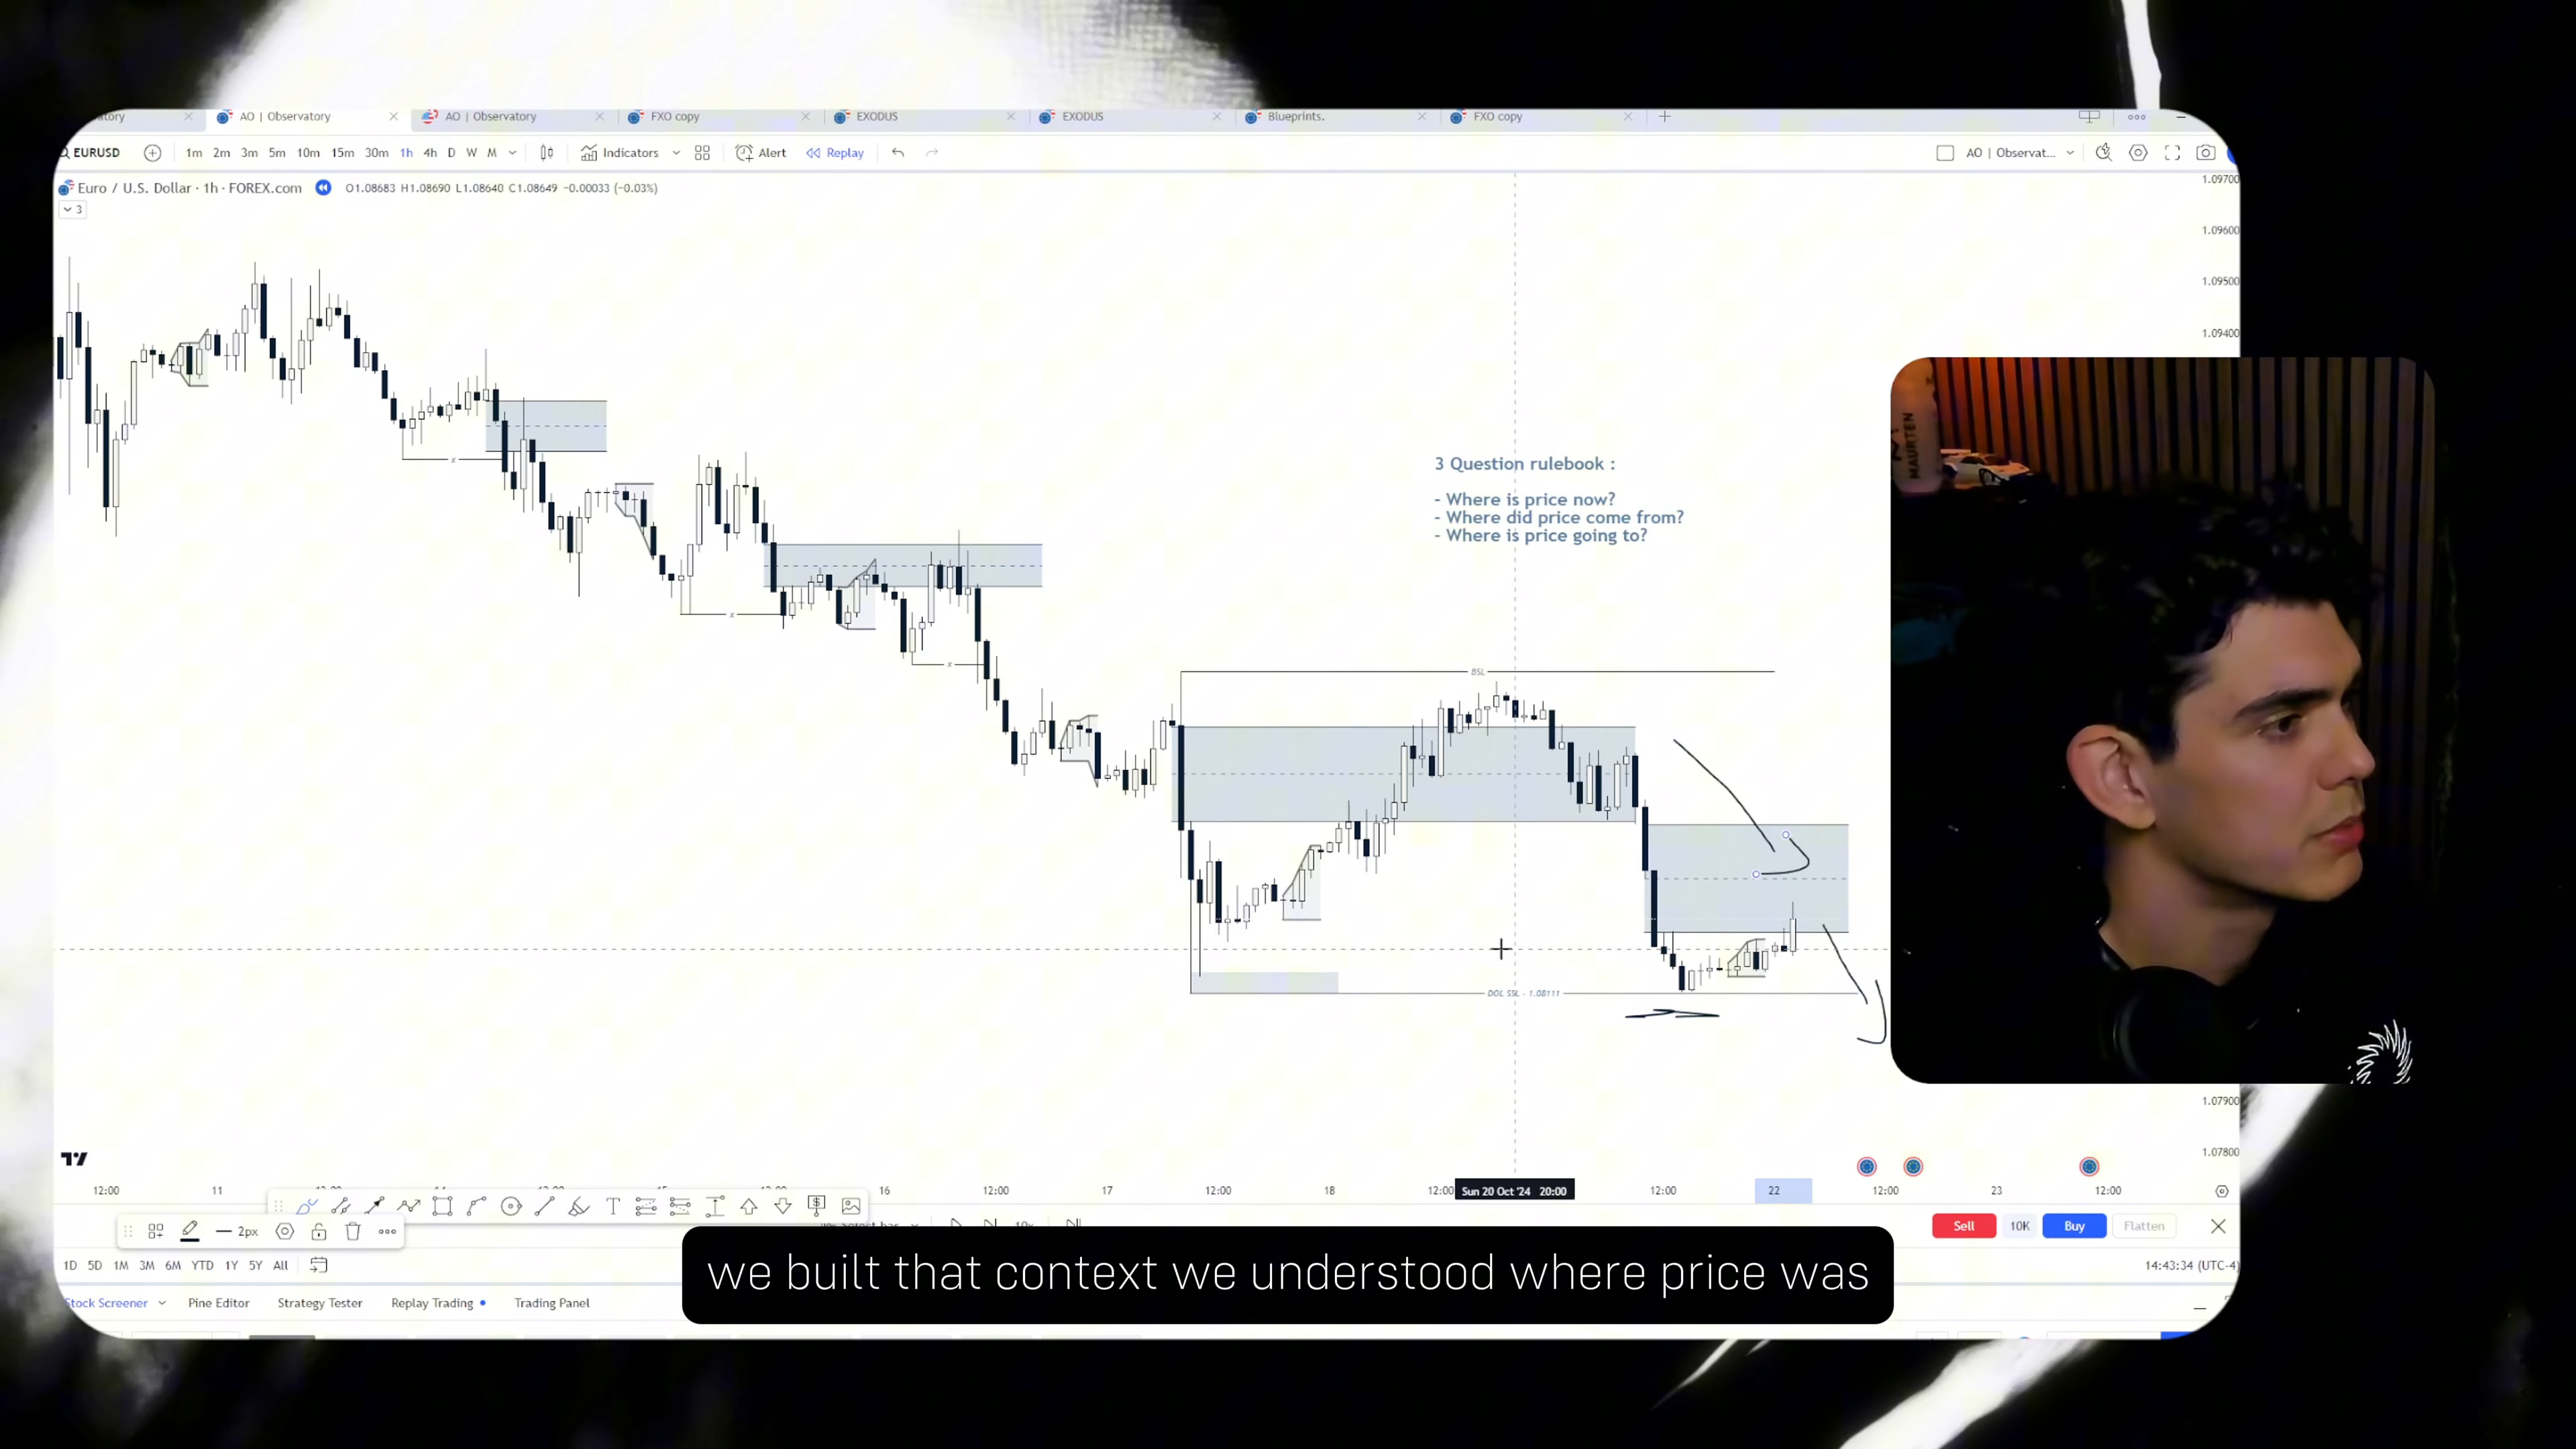 atory
AO | Observatory
AO | Observatory
FXO copy
EXODUS
EXODUS
Blueprints.
FXO copy
EURUSD
1m 2m 3m 5m 10m 15m 30m 1h 4h D W M
Indicators
Alert
Replay
AO | Observat...
Euro / U.S. Dollar · 1h · FOREX.com
O1.08683 H1.08690 L1.08640 C1.08649 −0.00033 (−0.03%)
3
1.09700
1.09600
1.09500
1.09400
MAURTEN
3 Question rulebook :
- Where is price now?
- Where did price come from?
- Where is price going to?
x
x
x
BSL
DOL SSL - 1.08111
1.07900
1.07800
12:00 11 16 12:00 17 12:00 18 12:00 Sun 20 Oct '24 20:00 12:00 22 12:00 23 12:00
2px
Sell 10K Buy Flatten
1D 5D 1M 3M 6M YTD 1Y 5Y All
14:43:34 (UTC-4)
Stock Screener Pine Editor Strategy Tester Replay Trading Trading Panel
we built that context we understood where price was